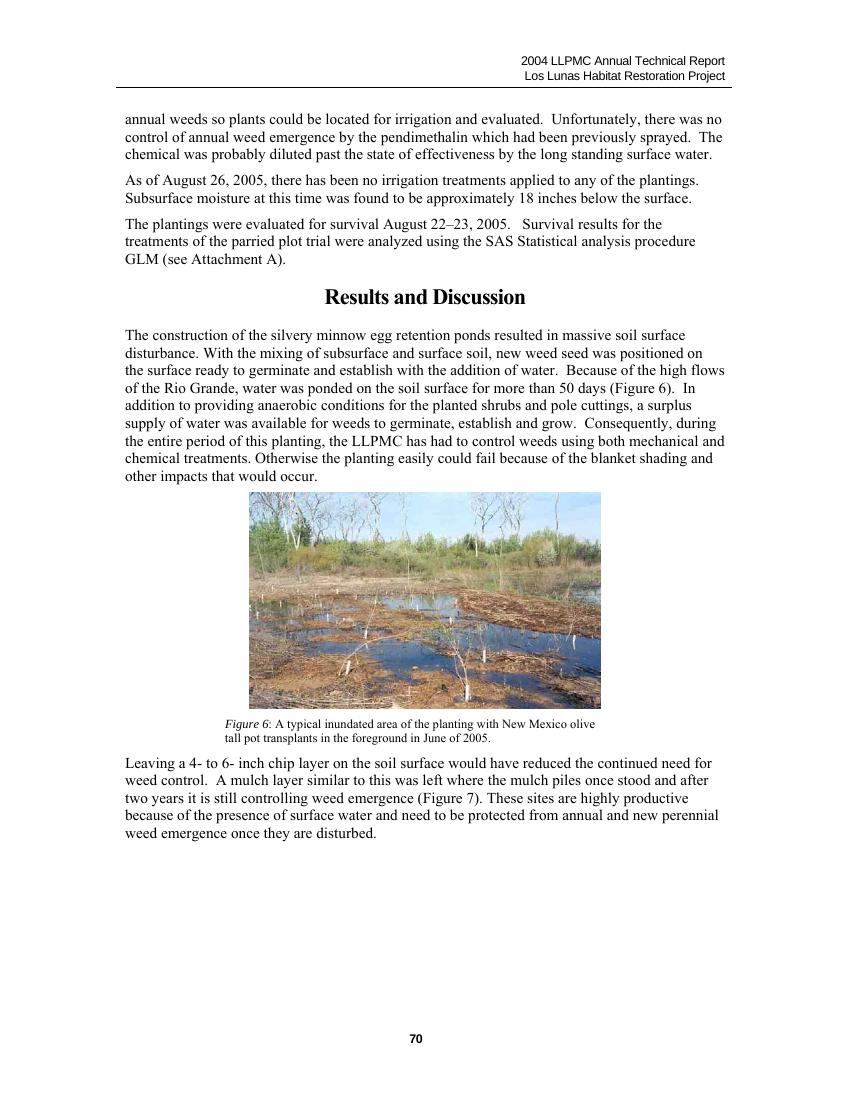 2004 LLPMC Annual Technical Report
Los Lunas Habitat Restoration Project
annual weeds so plants could be located for irrigation and evaluated.  Unfortunately, there was no
control of annual weed emergence by the pendimethalin which had been previously sprayed.  The
chemical was probably diluted past the state of effectiveness by the long standing surface water.
As of August 26, 2005, there has been no irrigation treatments applied to any of the plantings.
Subsurface moisture at this time was found to be approximately 18 inches below the surface.
The plantings were evaluated for survival August 22–23, 2005.   Survival results for the
treatments of the parried plot trial were analyzed using the SAS Statistical analysis procedure
GLM (see Attachment A).
Results and Discussion
The construction of the silvery minnow egg retention ponds resulted in massive soil surface
disturbance. With the mixing of subsurface and surface soil, new weed seed was positioned on
the surface ready to germinate and establish with the addition of water.  Because of the high flows
of the Rio Grande, water was ponded on the soil surface for more than 50 days (Figure 6).  In
addition to providing anaerobic conditions for the planted shrubs and pole cuttings, a surplus
supply of water was available for weeds to germinate, establish and grow.  Consequently, during
the entire period of this planting, the LLPMC has had to control weeds using both mechanical and
chemical treatments. Otherwise the planting easily could fail because of the blanket shading and
other impacts that would occur.
Figure 6: A typical inundated area of the planting with New Mexico olive
tall pot transplants in the foreground in June of 2005.
Leaving a 4- to 6- inch chip layer on the soil surface would have reduced the continued need for
weed control.  A mulch layer similar to this was left where the mulch piles once stood and after
two years it is still controlling weed emergence (Figure 7). These sites are highly productive
because of the presence of surface water and need to be protected from annual and new perennial
weed emergence once they are disturbed.
70